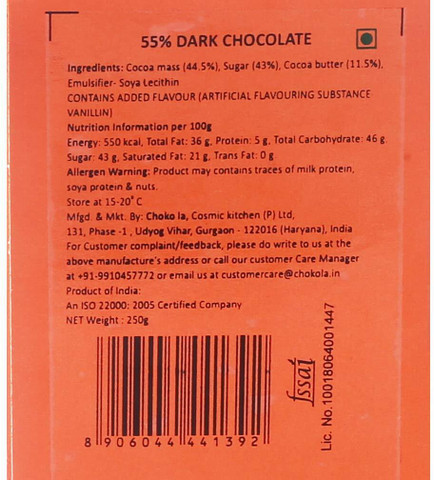 55% DARK CHOCOLATE
Ingredients: Cocoa mass (44.5%), Sugar (43%), Cocoa butter (11.5%),
Emulsifier- Soya Lecithin
CONTAINS ADDED FLAVOUR (ARTIFICIAL FLAVOURING SUBSTANCE
VANILLIN)
Nutrition Information per 100g
Energy: 550 kcal, Total Fat: 36 g, Protein: 5 g, Total Carbohydrate: 46 g
Sugar: 43 g, Saturated Fat: 21 g, Trans Fat: 0 g
Allergen Warning: Product may contains traces of milk protein,
soya protein & nuts.
Store at 15-20° C
Mfgd. & Mkt. By: Choko la, Cosmic kitchen (P) Ltd,
131, Phase -1 , Udyog Vihar, Gurgaon - 122016 (Haryana), India
For Customer complaint/feedback, please do write to us at the
above manufacture's address or call our customer Care Manager
at +91-9910457772 or email us at customercare@chokola.in
Product of India:
An ISO 22000: 2005 Certified Company
NET Weight : 250g
8 906044 441392
fssai
Lic. No.10018064001447